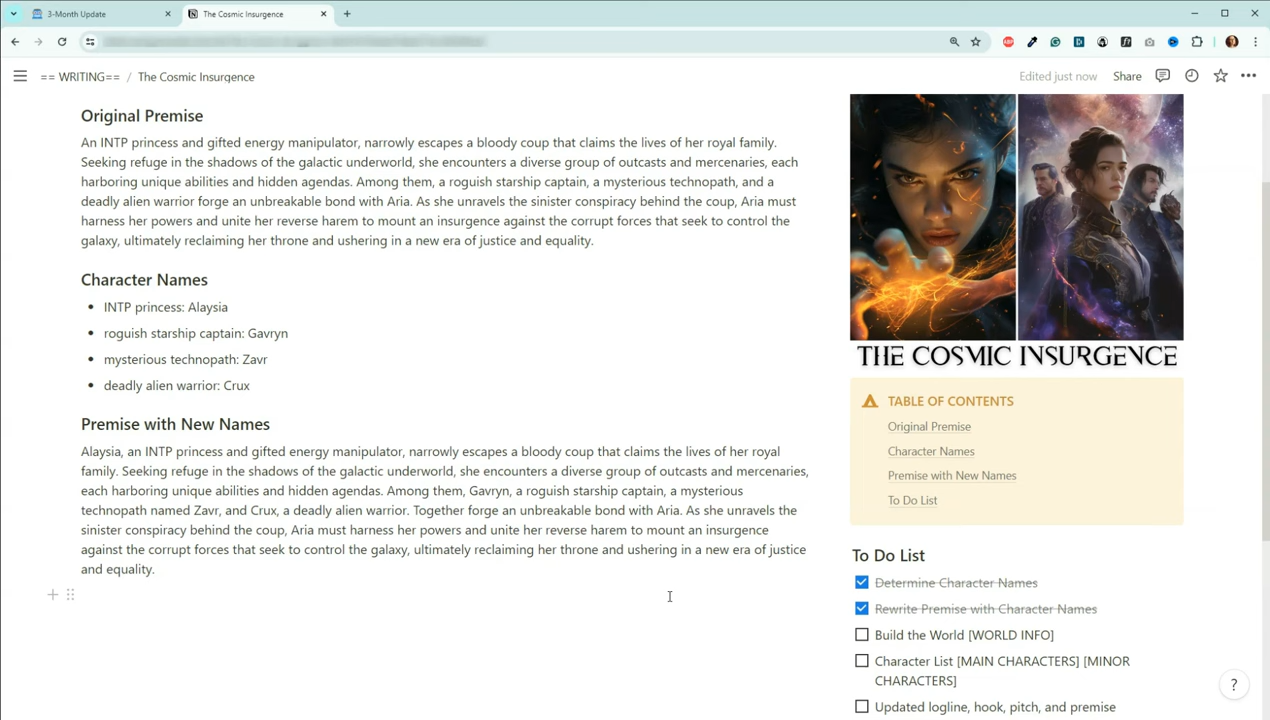 3-Month Update
The Cosmic Insurgence
== WRITING== / The Cosmic Insurgence
Edited just now
Share
Original Premise
An INTP princess and gifted energy manipulator, narrowly escapes a bloody coup that claims the lives of her royal family.
Seeking refuge in the shadows of the galactic underworld, she encounters a diverse group of outcasts and mercenaries, each
harboring unique abilities and hidden agendas. Among them, a roguish starship captain, a mysterious technopath, and a
deadly alien warrior forge an unbreakable bond with Aria. As she unravels the sinister conspiracy behind the coup, Aria must
harness her powers and unite her reverse harem to mount an insurgence against the corrupt forces that seek to control the
galaxy, ultimately reclaiming her throne and ushering in a new era of justice and equality.
Character Names
• INTP princess: Alaysia
• roguish starship captain: Gavryn
• mysterious technopath: Zavr
• deadly alien warrior: Crux
Premise with New Names
Alaysia, an INTP princess and gifted energy manipulator, narrowly escapes a bloody coup that claims the lives of her royal
family. Seeking refuge in the shadows of the galactic underworld, she encounters a diverse group of outcasts and mercenaries,
each harboring unique abilities and hidden agendas. Among them, Gavryn, a roguish starship captain, a mysterious
technopath named Zavr, and Crux, a deadly alien warrior. Together forge an unbreakable bond with Aria. As she unravels the
sinister conspiracy behind the coup, Aria must harness her powers and unite her reverse harem to mount an insurgence
against the corrupt forces that seek to control the galaxy, ultimately reclaiming her throne and ushering in a new era of justice
and equality.
THE COSMIC INSURGENCE
TABLE OF CONTENTS
Original Premise
Character Names
Premise with New Names
To Do List
To Do List
Determine Character Names
Rewrite Premise with Character Names
Build the World [WORLD INFO]
Character List [MAIN CHARACTERS] [MINOR
CHARACTERS]
Updated logline, hook, pitch, and premise
?